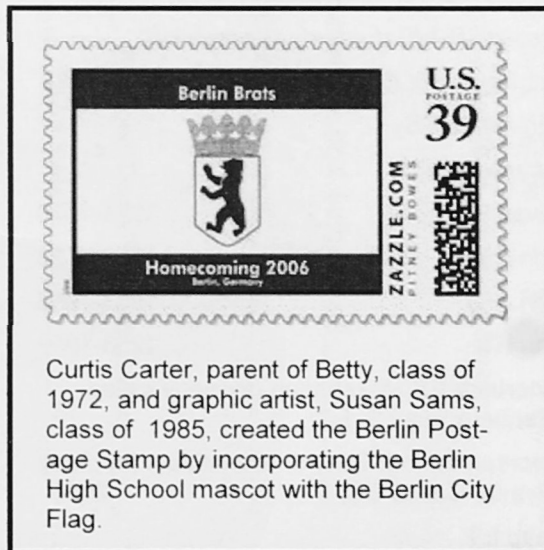 Berlin Brats
U.S.
POSTAGE
39
ZAZZLE.COM
PITNEY BOWES
Homecoming 2006
Berlin, Germany
Curtis Carter, parent of Betty, class of
1972, and graphic artist, Susan Sams,
class of 1985, created the Berlin Post-
age Stamp by incorporating the Berlin
High School mascot with the Berlin City
Flag.